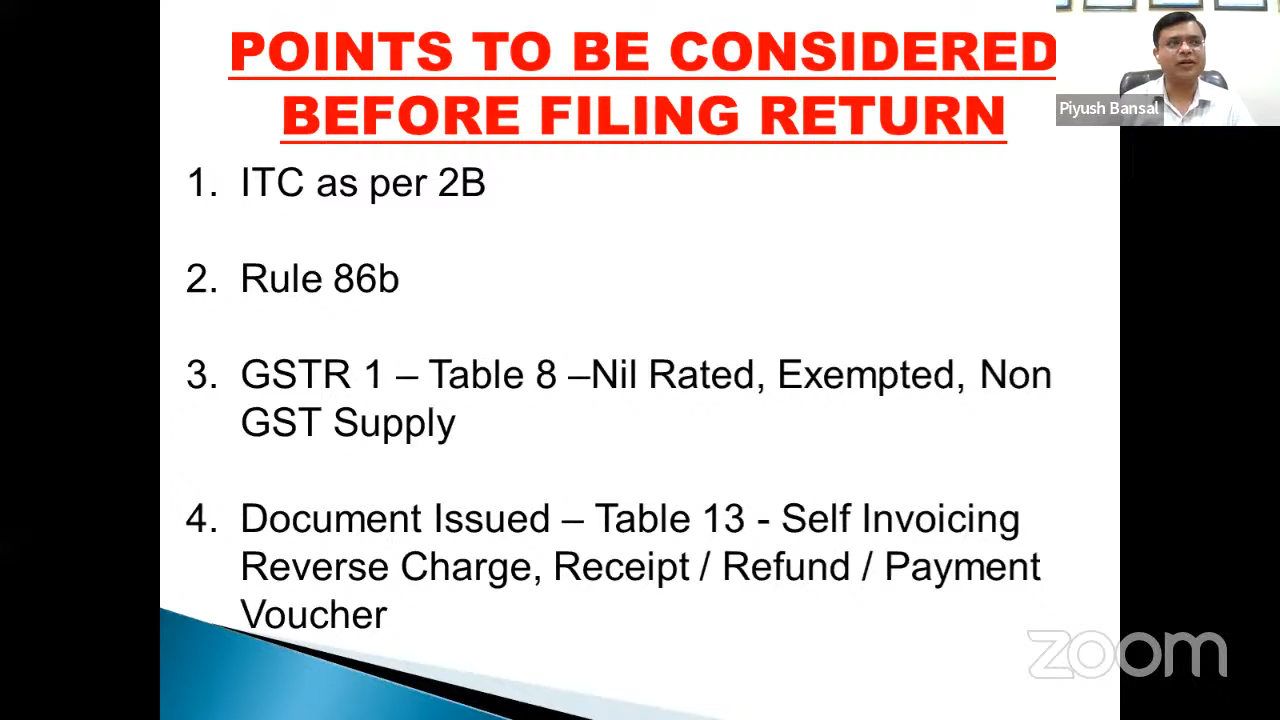 POINTS TO BE CONSIDERED
BEFORE FILING RETURN
Piyush Bansal
1. ITC as per 2B
2. Rule 86b
3. GSTR 1 – Table 8 –Nil Rated, Exempted, Non
GST Supply
4. Document Issued – Table 13 - Self Invoicing
Reverse Charge, Receipt / Refund / Payment
Voucher
zoom